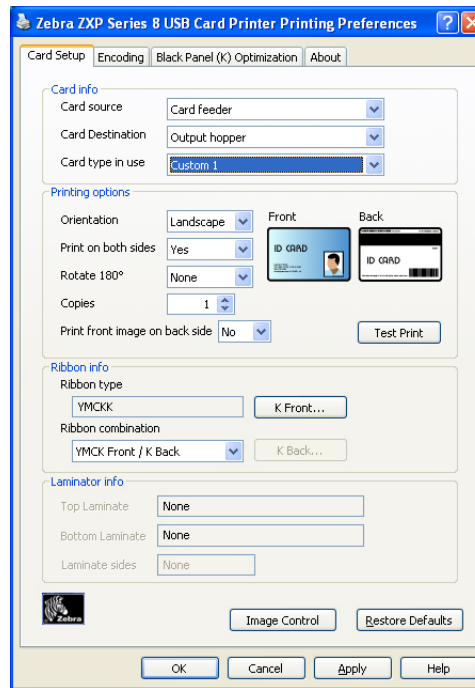 Zebra ZXP Series 8 USB Card Printer Printing Preferences
Card Setup Encoding Black Panel (K) Optimization About
Card info
Card source Card feeder
Card Destination Output hopper
Card type in use Custom 1
Printing options
Orientation Landscape Front Back
Print on both sides Yes
ID CARD
ID CARD
Rotate 180° None
Copies 1
Print front image on back side No Test Print
Ribbon info
Ribbon type
YMCKK K Front...
Ribbon combination
YMCK Front / K Back K Back...
Laminator info
Top Laminate None
Bottom Laminate None
Laminate sides None
Zebra
Image Control Restore Defaults
OK Cancel Apply Help